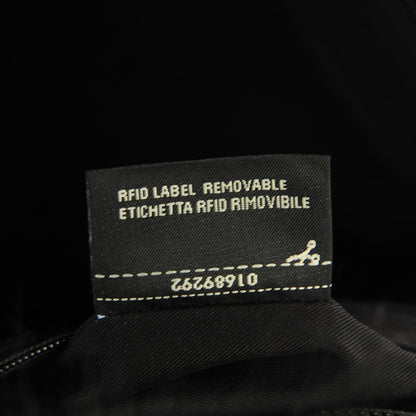 RFID LABEL REMOVABLE
ETICHETTA RFID RIMOVIBILE
01689292